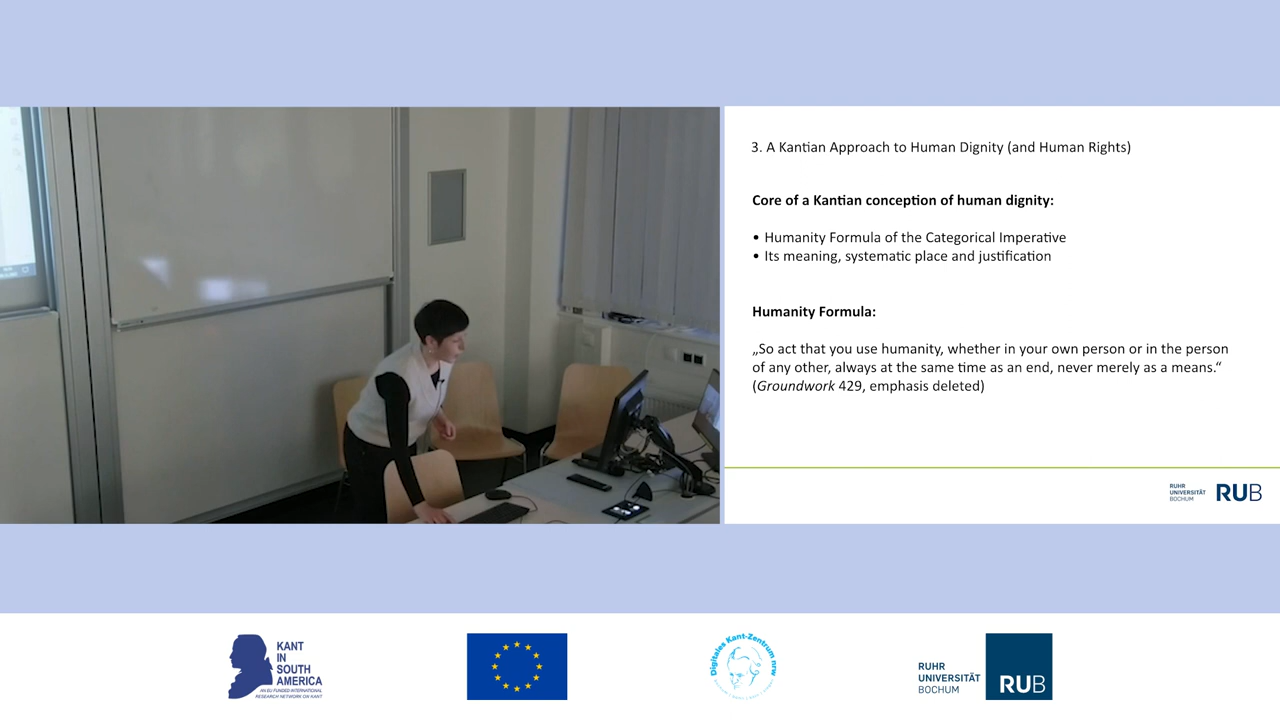 3. A Kantian Approach to Human Dignity (and Human Rights)
Core of a Kantian conception of human dignity:
• Humanity Formula of the Categorical Imperative
• Its meaning, systematic place and justification
Humanity Formula:
„So act that you use humanity, whether in your own person or in the person
of any other, always at the same time as an end, never merely as a means.“
(Groundwork 429, emphasis deleted)
RUHR
UNIVERSITÄT
BOCHUM
RUB
KANT
IN
SOUTH
AMERICA
AN EU FUNDED INTERNATIONAL
RESEARCH NETWORK ON KANT
Digitales Kant-Zentrum nrw
RUHR
UNIVERSITÄT
BOCHUM
RUB